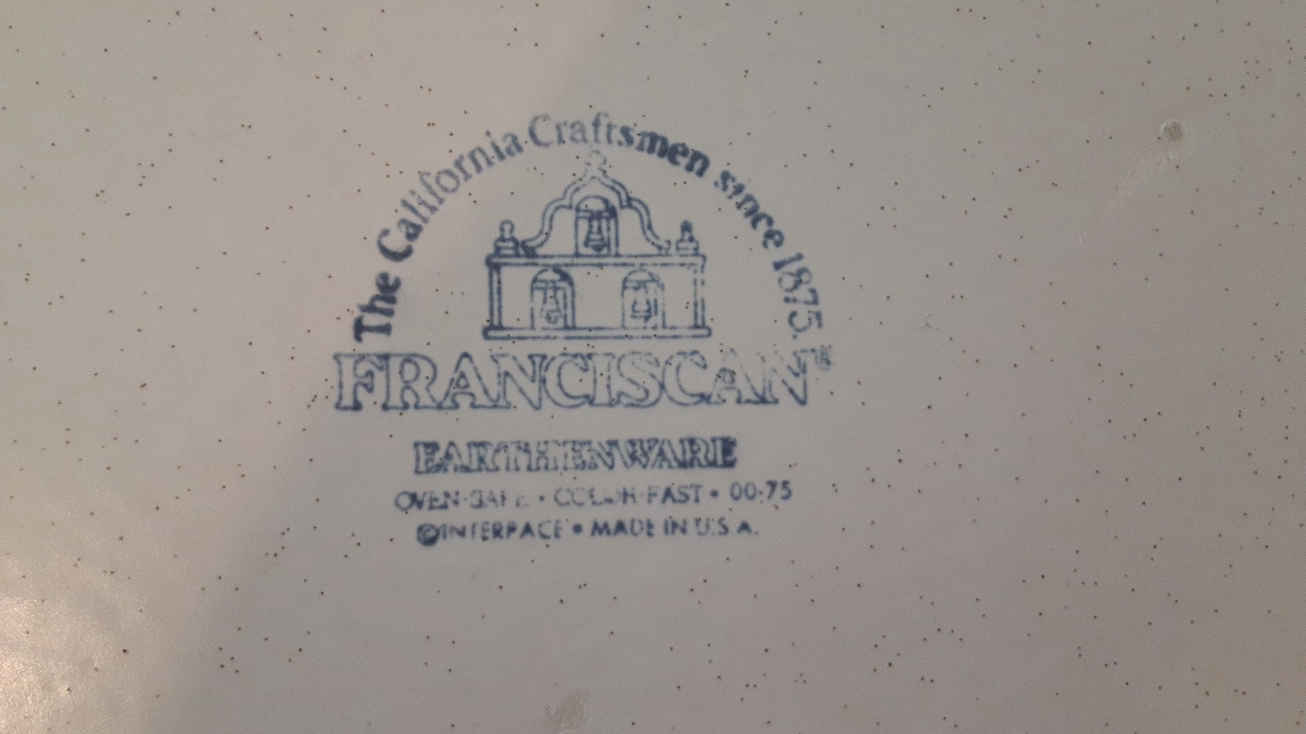 The California Craftsmen since 1875.
FRANCISCAN®
EARTHENWARE
OVEN-SAFE • COLOR-FAST • 00-75
©INTERPACE • MADE IN U.S.A.